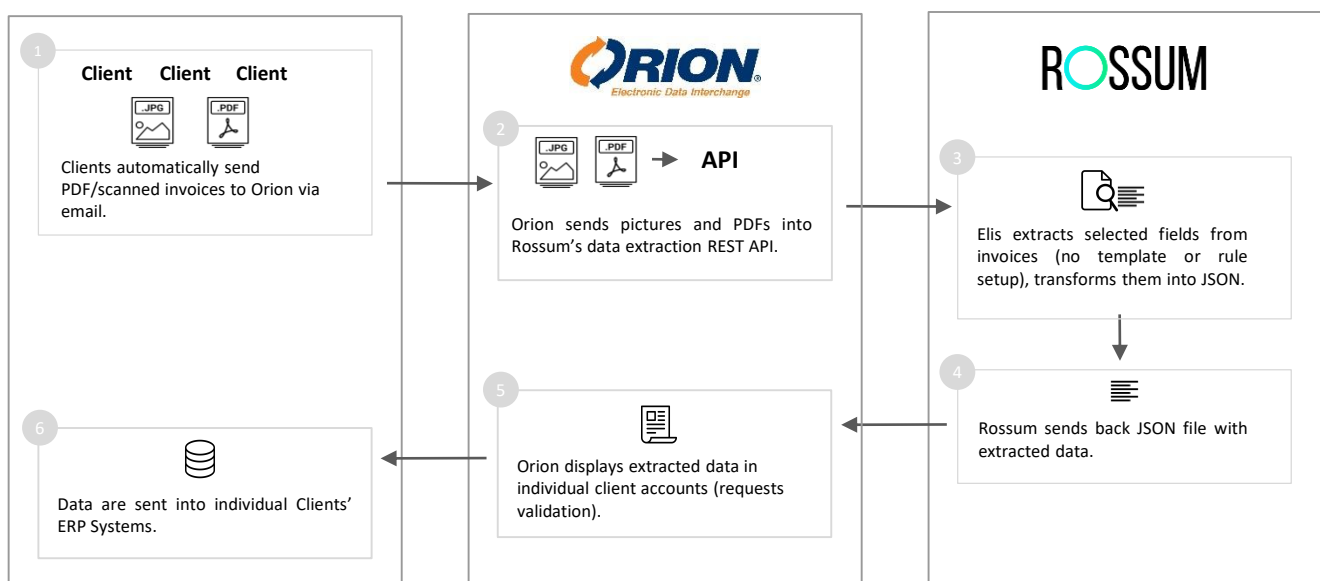 1
Client Client Client
.JPG .PDF
Clients automatically send
PDF/scanned invoices to Orion via
email.
ORION®
Electronic Data Interchange
2
.JPG .PDF API
Orion sends pictures and PDFs into
Rossum’s data extraction REST API.
ROSSUM
3
Elis extracts selected fields from
invoices (no template or rule
setup), transforms them into JSON.
4
Rossum sends back JSON file with
extracted data.
5
Orion displays extracted data in
individual client accounts (requests
validation).
6
Data are sent into individual Clients’
ERP Systems.